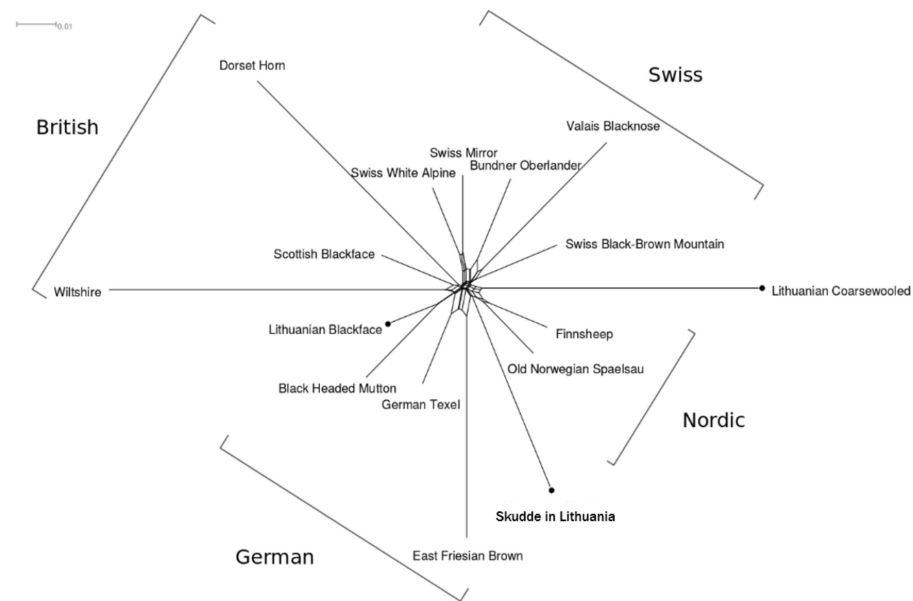 0.01
Dorset Horn
Swiss
British
Valais Blacknose
Swiss Mirror
Swiss White Alpine
Bundner Oberlander
Swiss Black-Brown Mountain
Scottish Blackface
Wiltshire
Lithuanian Coarsewooled
Lithuanian Blackface
Finnsheep
Old Norwegian Spaelsau
Black Headed Mutton
German Texel
Nordic
Skudde in Lithuania
German
East Friesian Brown